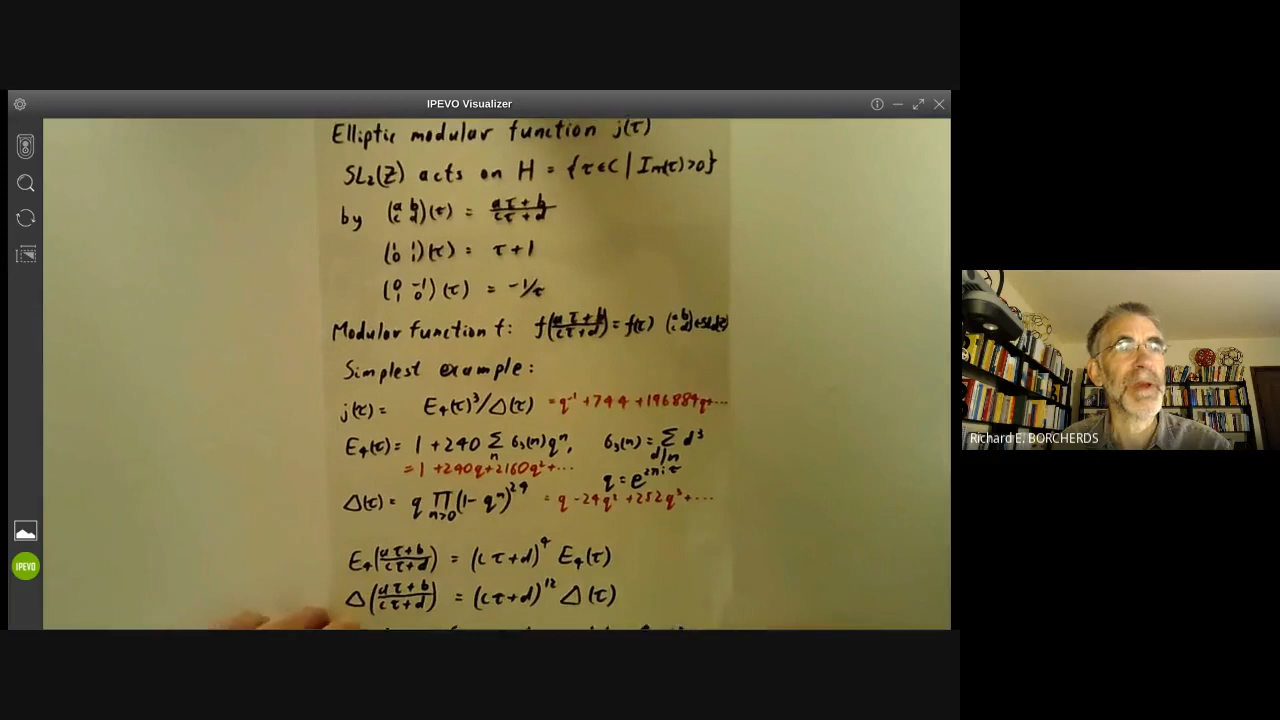 IPEVO Visualizer
Elliptic modular function j(τ)
SL₂(Z) acts on H = {τ∈C | Im(τ)>0}
by (a b
c d)(τ) = aτ+b/cτ+d
(1 1
0 1)(τ) = τ+1
(0 -1
1 0)(τ) = -1/τ
Modular function f: f(aτ+b/cτ+d) = f(τ) (a b
c d)∈SL₂(Z)
Simplest example:
j(τ) = E₄(τ)³/Δ(τ) = q⁻¹+744+196884q+···
E₄(τ) = 1+240 Σ_n σ₃(n)qⁿ, σ₃(n) = Σ_{d|n} d³
= 1+240q+2160q²+··· q = e^{2πiτ}
Δ(τ) = q ∏_{n>0}(1-qⁿ)²⁴ = q-24q²+252q³+···
E₄(aτ+b/cτ+d) = (cτ+d)⁴ E₄(τ)
Δ(aτ+b/cτ+d) = (cτ+d)¹² Δ(τ)
IPEVO
Richard E. BORCHERDS